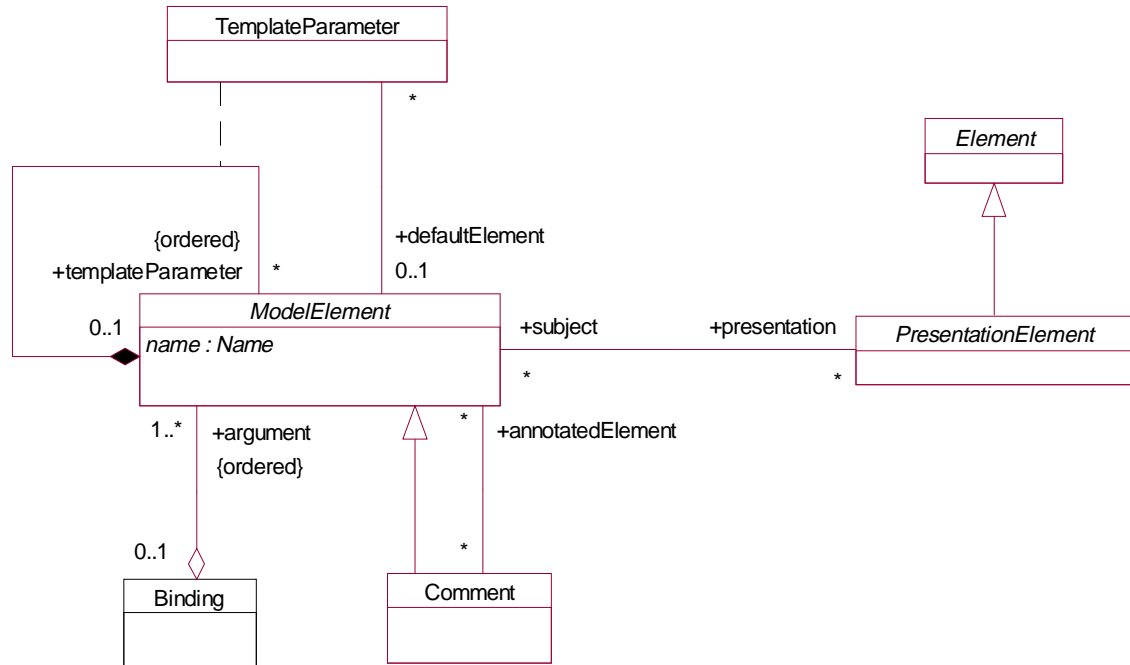 TemplateParameter
*
Element
{ordered}
+defaultElement
+templateParameter
*
0..1
ModelElement
0..1
name : Name
+subject
+presentation
PresentationElement
*
*
1..*
+argument
*
+annotatedElement
{ordered}
0..1
*
Binding
Comment